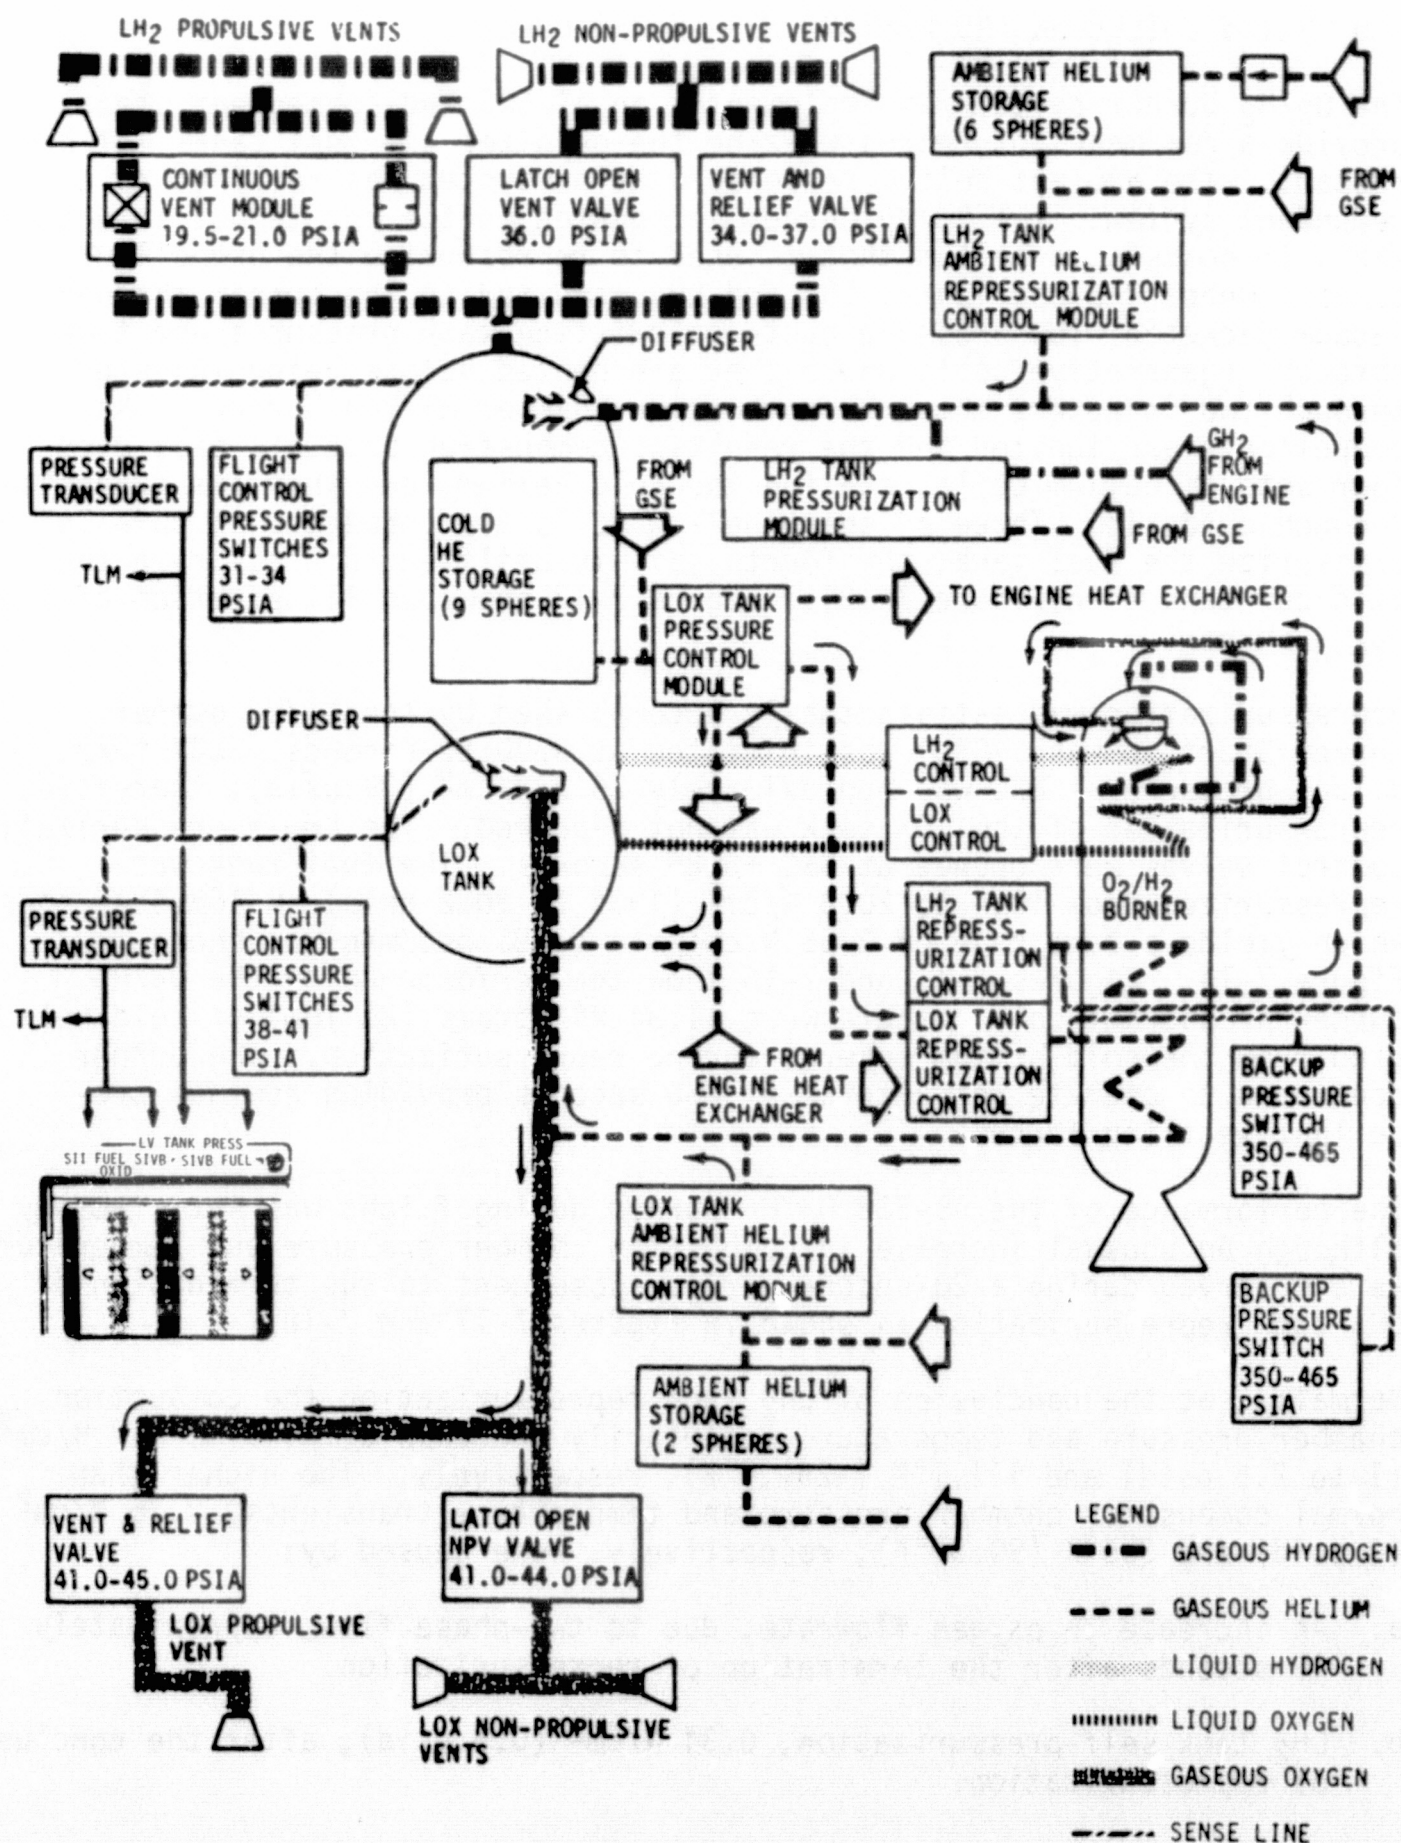 LH2 PROPULSIVE VENTS
LH2 NON-PROPULSIVE VENTS
AMBIENT HELIUM
STORAGE
(6 SPHERES)
FROM
GSE
CONTINUOUS
VENT MODULE
19.5-21.0 PSIA
LATCH OPEN
VENT VALVE
36.0 PSIA
VENT AND
RELIEF VALVE
34.0-37.0 PSIA
LH2 TANK
AMBIENT HELIUM
REPRESSURIZATION
CONTROL MODULE
DIFFUSER
PRESSURE
TRANSDUCER
FLIGHT
CONTROL
PRESSURE
SWITCHES
31-34
PSIA
TLM
COLD
HE
STORAGE
(9 SPHERES)
FROM
GSE
LH2 TANK
PRESSURIZATION
MODULE
GH2
FROM
ENGINE
FROM GSE
LOX TANK
PRESSURE
CONTROL
MODULE
TO ENGINE HEAT EXCHANGER
DIFFUSER
LH2
CONTROL
LOX
CONTROL
LOX
TANK
O2/H2
BURNER
PRESSURE
TRANSDUCER
FLIGHT
CONTROL
PRESSURE
SWITCHES
38-41
PSIA
TLM
LH2 TANK
REPRESS-
URIZATION
CONTROL
LOX TANK
REPRESS-
URIZATION
CONTROL
FROM
ENGINE HEAT
EXCHANGER
BACKUP
PRESSURE
SWITCH
350-465
PSIA
LV TANK PRESS
SII FUEL SIVB · SIVB FUEL
OXID
LOX TANK
AMBIENT HELIUM
REPRESSURIZATION
CONTROL MODULE
BACKUP
PRESSURE
SWITCH
350-465
PSIA
AMBIENT HELIUM
STORAGE
(2 SPHERES)
VENT & RELIEF
VALVE
41.0-45.0 PSIA
LATCH OPEN
NPV VALVE
41.0-44.0 PSIA
LOX PROPULSIVE
VENT
LOX NON-PROPULSIVE
VENTS
LEGEND
GASEOUS HYDROGEN
GASEOUS HELIUM
LIQUID HYDROGEN
LIQUID OXYGEN
GASEOUS OXYGEN
SENSE LINE